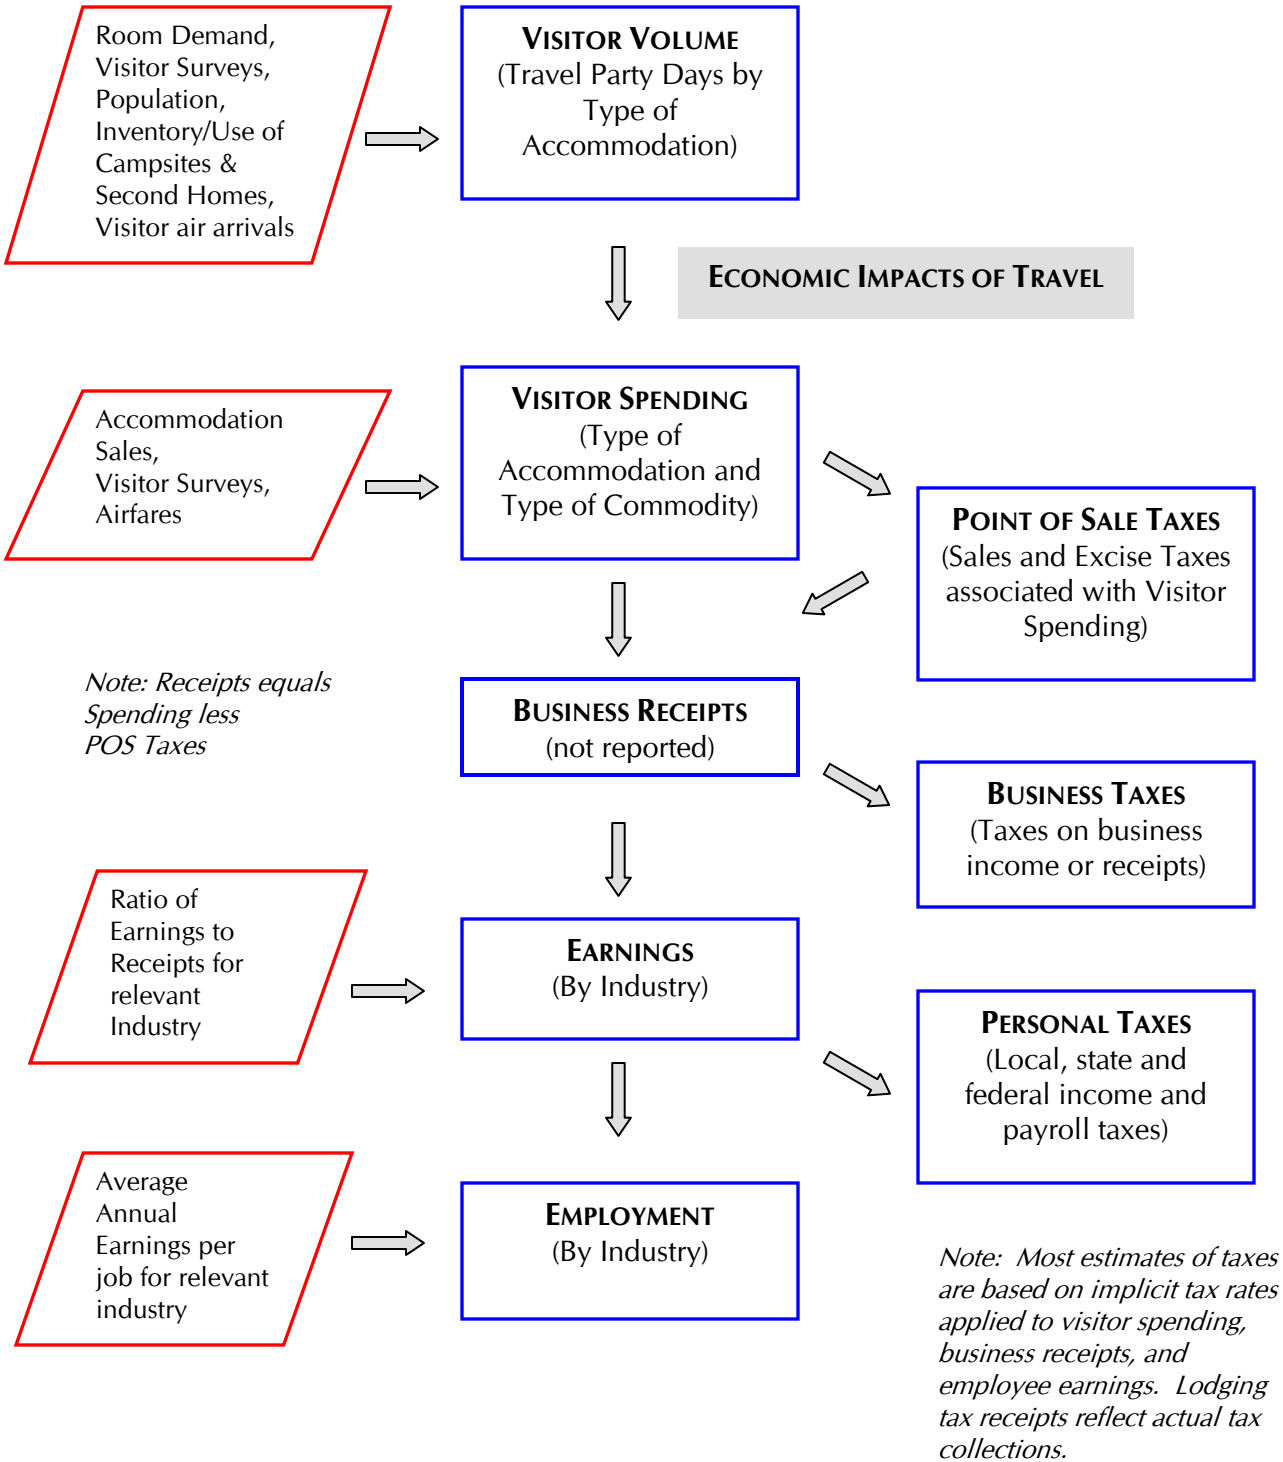 Room Demand,
Visitor Surveys,
Population,
Inventory/Use of
Campsites &
Second Homes,
Visitor air arrivals
VISITOR VOLUME
(Travel Party Days by
Type of
Accommodation)
ECONOMIC IMPACTS OF TRAVEL
Accommodation
Sales,
Visitor Surveys,
Airfares
VISITOR SPENDING
(Type of
Accommodation and
Type of Commodity)
POINT OF SALE TAXES
(Sales and Excise Taxes
associated with Visitor
Spending)
Note: Receipts equals
Spending less
POS Taxes
BUSINESS RECEIPTS
(not reported)
BUSINESS TAXES
(Taxes on business
income or receipts)
Ratio of
Earnings to
Receipts for
relevant
Industry
EARNINGS
(By Industry)
PERSONAL TAXES
(Local, state and
federal income and
payroll taxes)
Average
Annual
Earnings per
job for relevant
industry
EMPLOYMENT
(By Industry)
Note: Most estimates of taxes
are based on implicit tax rates
applied to visitor spending,
business receipts, and
employee earnings. Lodging
tax receipts reflect actual tax
collections.